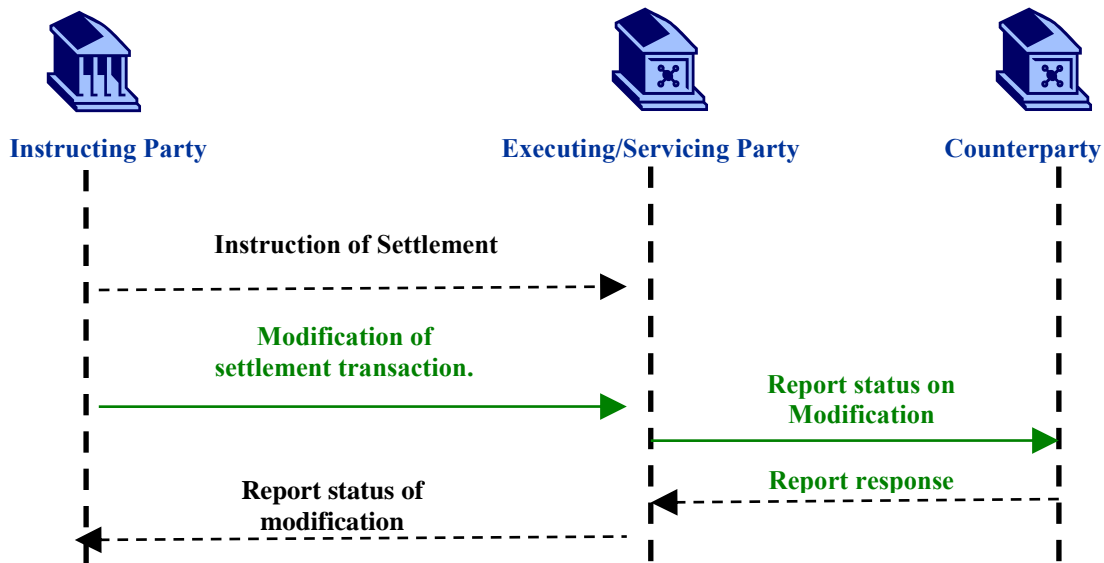 Instructing Party
Executing/Servicing Party
Counterparty
Instruction of Settlement
Modification of
settlement transaction.
Report status on
Modification
Report response
Report status of
modification